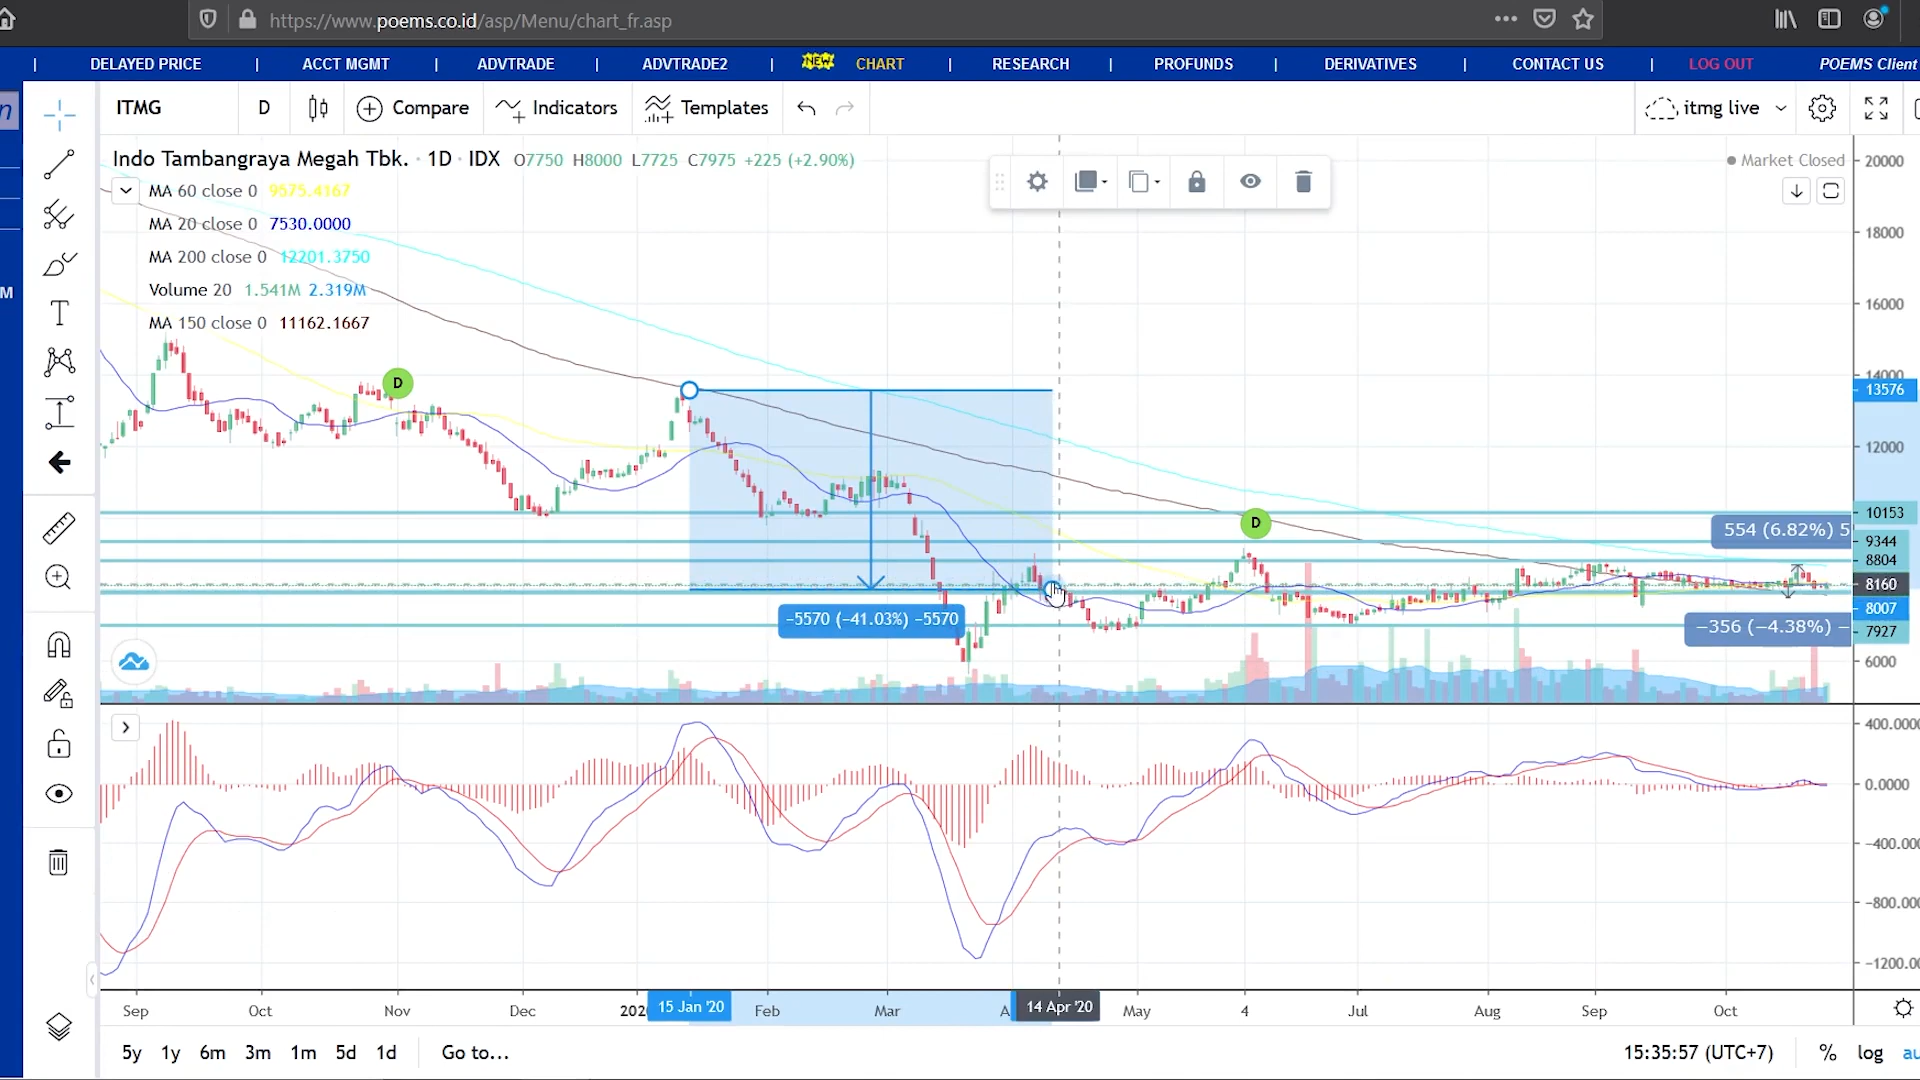 https://www.poems.co.id/asp/Menu/chart_fr.asp
| DELAYED PRICE | ACCT MGMT | ADVTRADE | ADVTRADE2 | NEW CHART | RESEARCH | PROFUNDS | DERIVATIVES | CONTACT US | LOG OUT POEMS Client
n
M
ITMG D Compare Indicators Templates itmg live
Indo Tambangraya Megah Tbk. · 1D · IDX O7750 H8000 L7725 C7975 +225 (+2.90%)
Market Closed
MA 60 close 0 9575.4167
MA 20 close 0 7530.0000
MA 200 close 0 12201.3750
Volume 20 1.541M 2.319M
MA 150 close 0 11162.1667
T
D
D
−5570 (−41.03%) −5570
554 (6.82%) 5
−356 (−4.38%) −
20000
18000
16000
14000
13576
12000
10153
9344
8804
8160
8007
7927
6000
400.0000
0.0000
−400.00
−800.00
−1200.00
Sep Oct Nov Dec 2020 15 Jan '20 Feb Mar A 14 Apr '20 May 4 Jul Aug Sep Oct
5y 1y 6m 3m 1m 5d 1d Go to... 15:35:57 (UTC+7) % log au